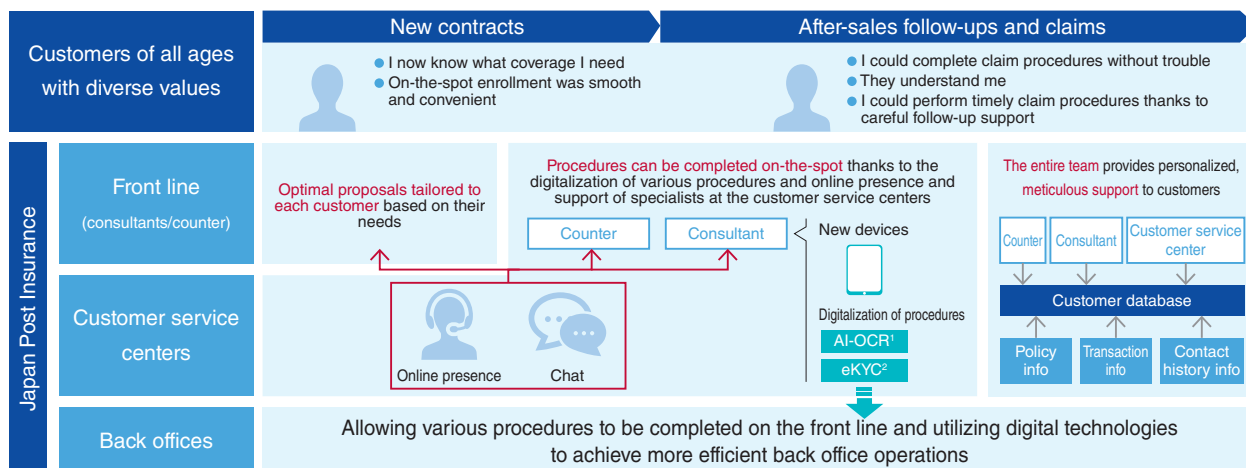 Customers of all ages
with diverse values
New contracts
After-sales follow-ups and claims
● I now know what coverage I need
● On-the-spot enrollment was smooth
and convenient
● I could complete claim procedures without trouble
● They understand me
● I could perform timely claim procedures thanks to
careful follow-up support
Japan Post Insurance
Front line
(consultants/counter)
Optimal proposals tailored to
each customer based on their
needs
Procedures can be completed on-the-spot thanks to the
digitalization of various procedures and online presence and
support of specialists at the customer service centers
Counter
Consultant
New devices
Digitalization of procedures
AI-OCR¹
eKYC²
The entire team provides personalized,
meticulous support to customers
Counter
Consultant
Customer service
center
Customer database
Policy
info
Transaction
info
Contact
history info
Customer service
centers
Online presence
Chat
Back offices
Allowing various procedures to be completed on the front line and utilizing digital technologies
to achieve more efficient back office operations